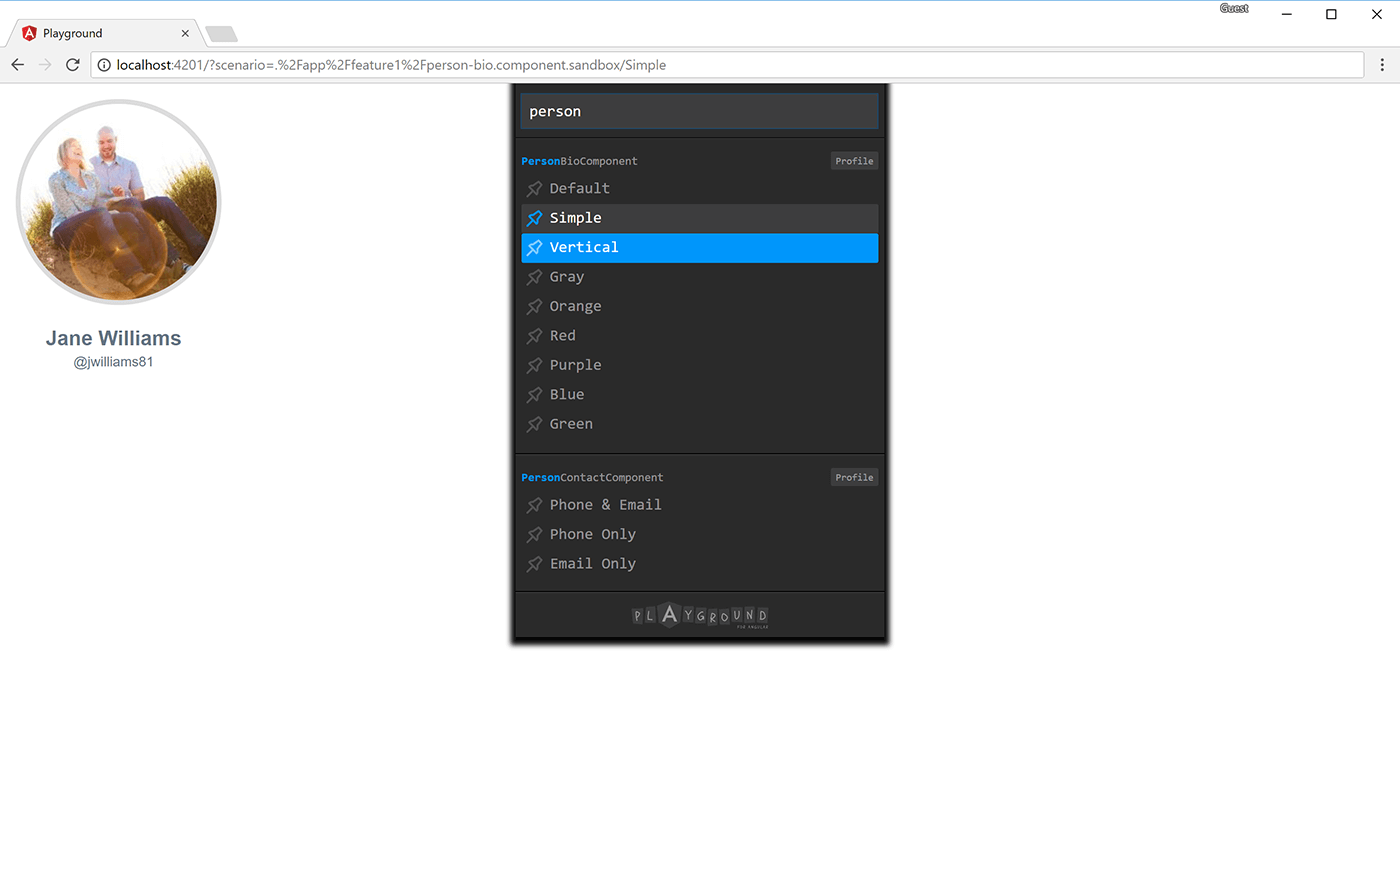 Guest
Playground
localhost:4201/?scenario=.%2Fapp%2Ffeature1%2Fperson-bio.component.sandbox/Simple
person
PersonBioComponent Profile
Default
Simple
Vertical
Gray
Orange
Red
Purple
Blue
Green
PersonContactComponent Profile
Phone & Email
Phone Only
Email Only
PLAYGROUND
FOR ANGULAR
Jane Williams
@jwilliams81